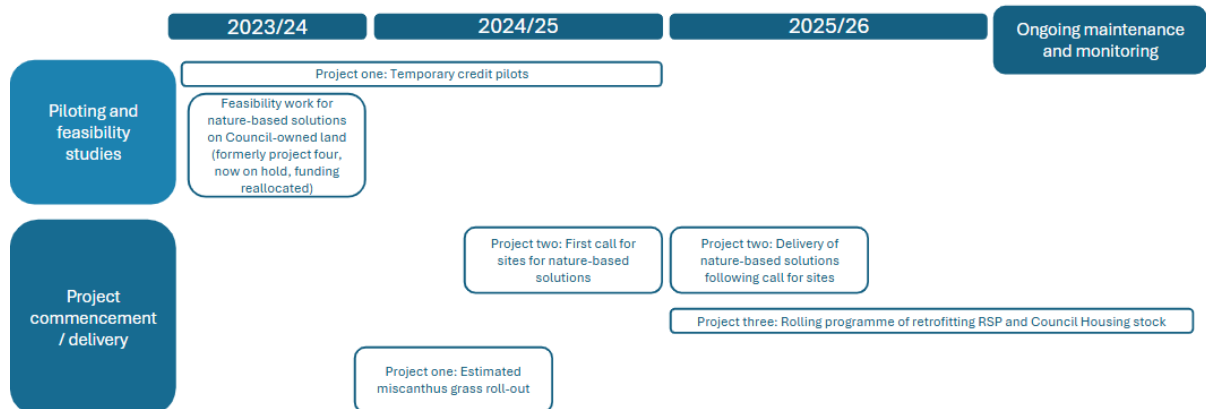 2023/24
2024/25
2025/26
Ongoing maintenance
and monitoring
Piloting and
feasibility
studies
Project one: Temporary credit pilots
Feasibility work for
nature-based solutions
on Council-owned land
(formerly project four,
now on hold, funding
reallocated)
Project
commencement
/ delivery
Project two: First call for
sites for nature-based
solutions
Project two: Delivery of
nature-based solutions
following call for sites
Project three: Rolling programme of retrofitting RSP and Council Housing stock
Project one: Estimated
miscanthus grass roll-out